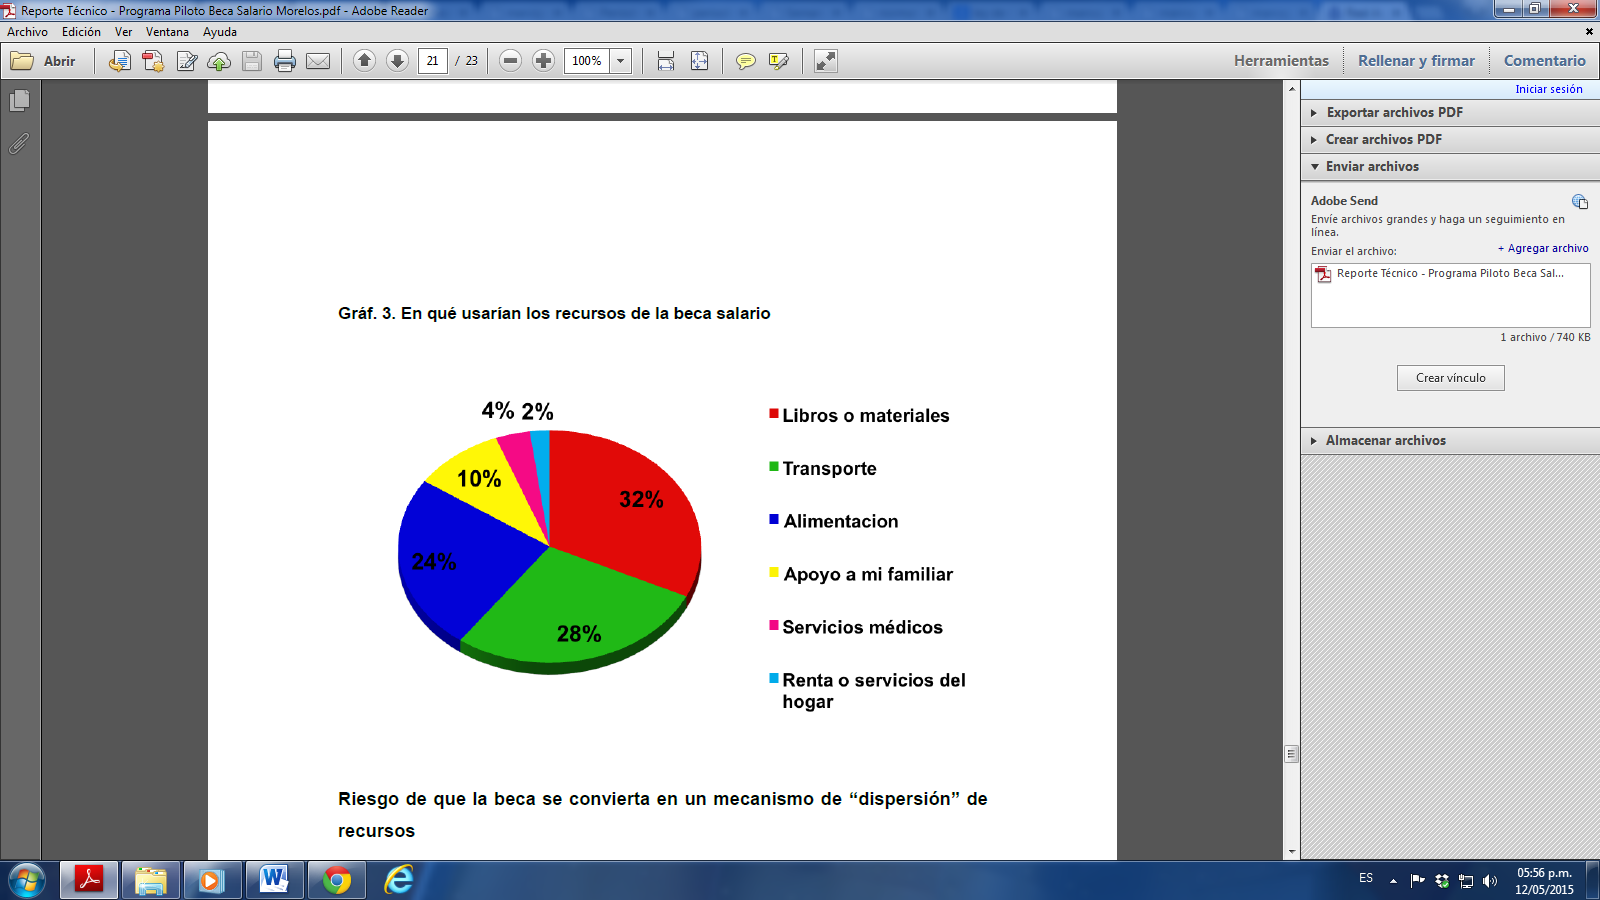 Reporte Técnico - Programa Piloto Beca Salario Morelos.pdf - Adobe Reader
Archivo Edición Ver Ventana Ayuda
Abrir
21 / 23
100%
Herramientas
Rellenar y firmar
Comentario
Iniciar sesión
Exportar archivos PDF
Crear archivos PDF
Enviar archivos
Adobe Send
Envíe archivos grandes y haga un seguimiento en
línea.
Enviar el archivo:
+ Agregar archivo
Reporte Técnico - Programa Piloto Beca Sal...
1 archivo / 740 KB
Crear vínculo
Almacenar archivos
Gráf. 3. En qué usarían los recursos de la beca salario
4% 2%
10%
32%
24%
28%
Libros o materiales
Transporte
Alimentacion
Apoyo a mi familiar
Servicios médicos
Renta o servicios del
hogar
Riesgo de que la beca se convierta en un mecanismo de “dispersión” de
recursos
ES
05:56 p.m.
12/05/2015